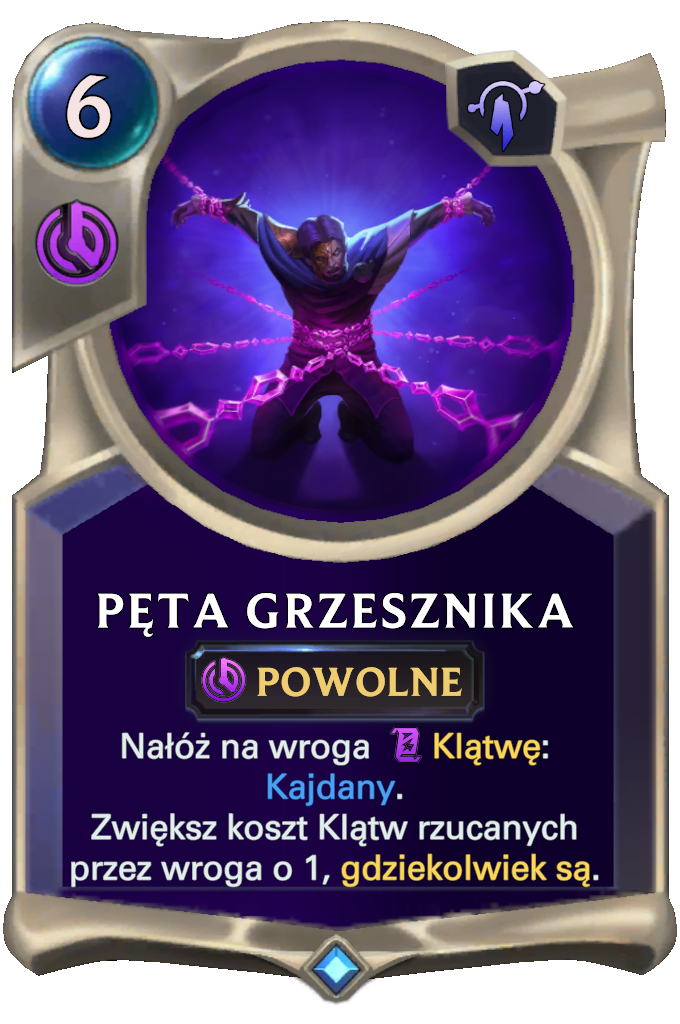 6
PĘTA GRZESZNIKA
POWOLNE
Nałóż na wroga Klątwę:
Kajdany.
Zwiększ koszt Klątw rzucanych
przez wroga o 1, gdziekolwiek są.